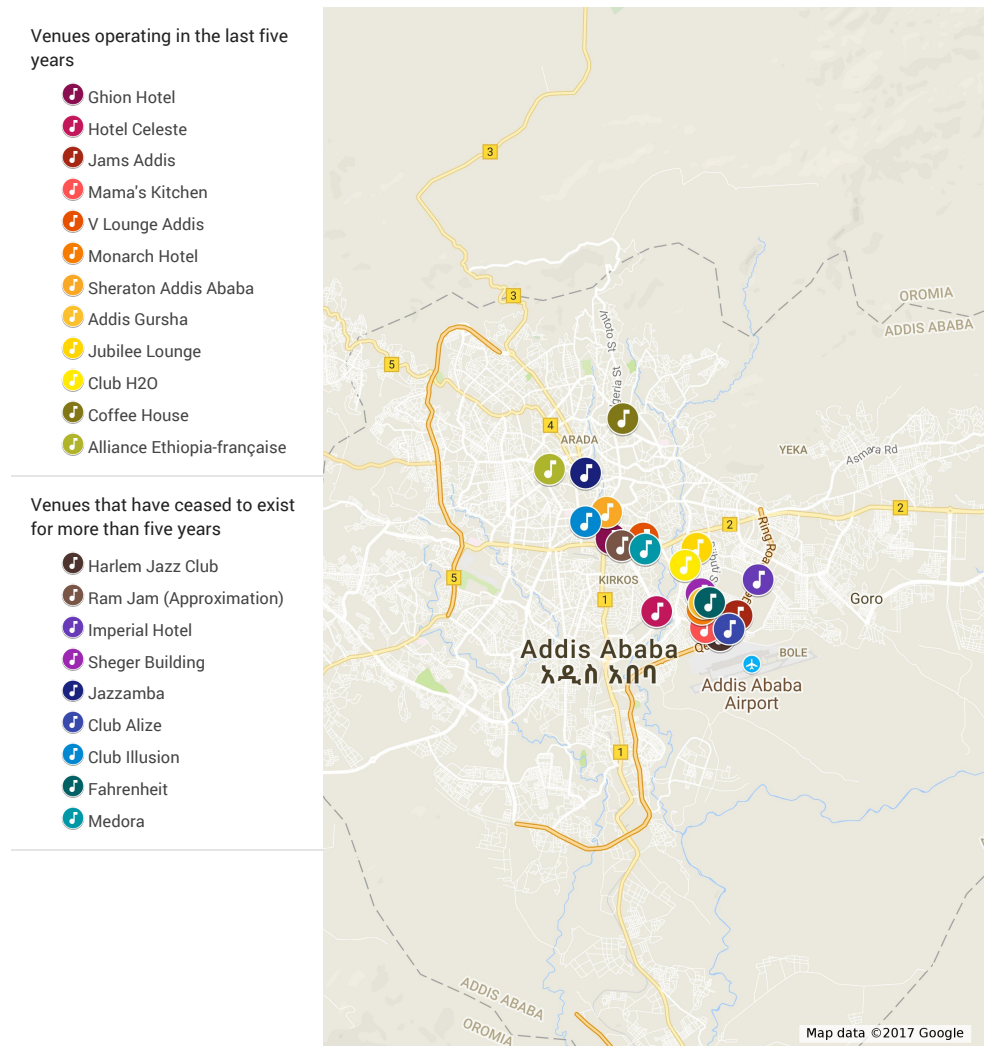 Venues operating in the last five
years
Ghion Hotel
Hotel Celeste
Jams Addis
Mama's Kitchen
V Lounge Addis
Monarch Hotel
Sheraton Addis Ababa
Addis Gursha
Jubilee Lounge
Club H2O
Coffee House
Alliance Ethiopia-française
Venues that have ceased to exist
for more than five years
Harlem Jazz Club
Ram Jam (Approximation)
Imperial Hotel
Sheger Building
Jazzamba
Club Alize
Club Illusion
Fahrenheit
Medora
3
3
OROMIA
ADDIS ABABA
5
4
ARADA
YEKA
Asmara Rd
2
2
5
KIRKOS
1
Goro
Addis Ababa
አዲስ አበባ
BOLE
Addis Ababa
Airport
1
ADDIS ABABA
OROMIA
Map data ©2017 Google